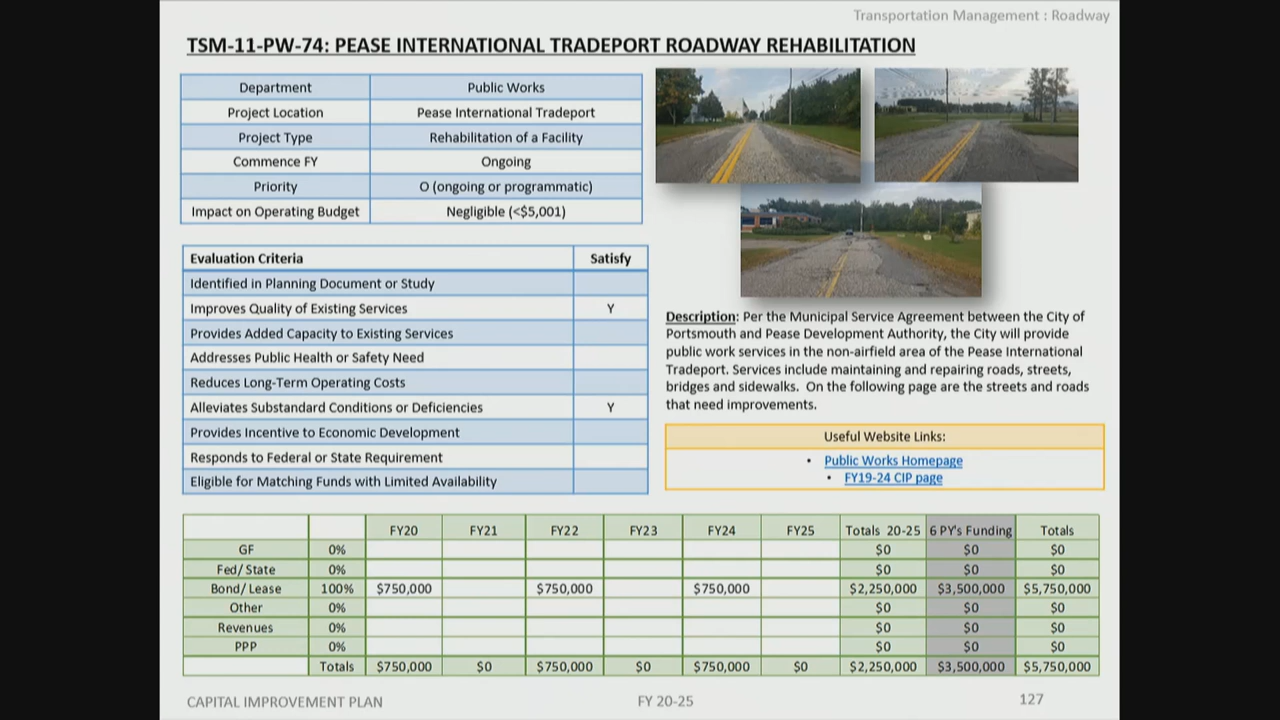 Transportation Management : Roadway
TSM-11-PW-74: PEASE INTERNATIONAL TRADEPORT ROADWAY REHABILITATION
Department Public Works
Project Location Pease International Tradeport
Project Type Rehabilitation of a Facility
Commence FY Ongoing
Priority O (ongoing or programmatic)
Impact on Operating Budget Negligible (<$5,001)
Evaluation Criteria Satisfy
Identified in Planning Document or Study
Improves Quality of Existing Services Y
Provides Added Capacity to Existing Services
Addresses Public Health or Safety Need
Reduces Long-Term Operating Costs
Alleviates Substandard Conditions or Deficiencies Y
Provides Incentive to Economic Development
Responds to Federal or State Requirement
Eligible for Matching Funds with Limited Availability
Description: Per the Municipal Service Agreement between the City of
Portsmouth and Pease Development Authority, the City will provide
public work services in the non-airfield area of the Pease International
Tradeport. Services include maintaining and repairing roads, streets,
bridges and sidewalks. On the following page are the streets and roads
that need improvements.
Useful Website Links:
• Public Works Homepage
• FY19-24 CIP page
FY20 FY21 FY22 FY23 FY24 FY25 Totals 20-25 6 PY's Funding Totals
GF 0% $0 $0 $0
Fed/ State 0% $0 $0 $0
Bond/ Lease 100% $750,000 $750,000 $750,000 $2,250,000 $3,500,000 $5,750,000
Other 0% $0 $0 $0
Revenues 0% $0 $0 $0
PPP 0% $0 $0 $0
Totals $750,000 $0 $750,000 $0 $750,000 $0 $2,250,000 $3,500,000 $5,750,000
CAPITAL IMPROVEMENT PLAN FY 20-25 127